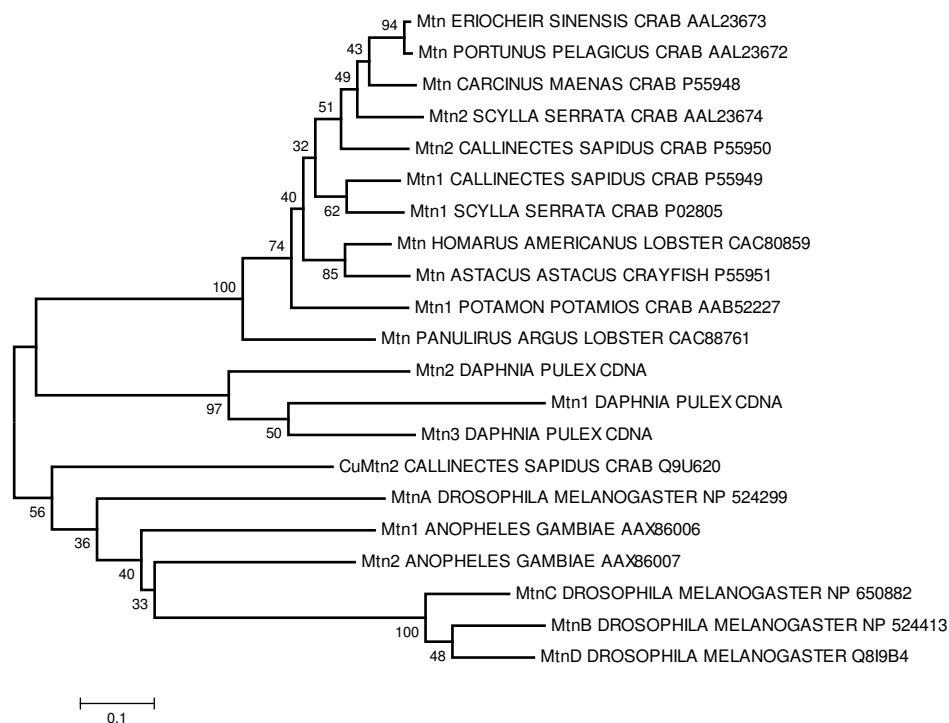 94
Mtn ERIOCHEIR SINENSIS CRAB AAL23673
43
Mtn PORTUNUS PELAGICUS CRAB AAL23672
49
Mtn CARCINUS MAENAS CRAB P55948
51
Mtn2 SCYLLA SERRATA CRAB AAL23674
32
Mtn2 CALLINECTES SAPIDUS CRAB P55950
Mtn1 CALLINECTES SAPIDUS CRAB P55949
40
62
Mtn1 SCYLLA SERRATA CRAB P02805
74
Mtn HOMARUS AMERICANUS LOBSTER CAC80859
85
Mtn ASTACUS ASTACUS CRAYFISH P55951
100
Mtn1 POTAMON POTAMIOS CRAB AAB52227
Mtn PANULIRUS ARGUS LOBSTER CAC88761
Mtn2 DAPHNIA PULEX CDNA
97
Mtn1 DAPHNIA PULEX CDNA
50
Mtn3 DAPHNIA PULEX CDNA
CuMtn2 CALLINECTES SAPIDUS CRAB Q9U620
56
MtnA DROSOPHILA MELANOGASTER NP 524299
36
Mtn1 ANOPHELES GAMBIAE AAX86006
40
Mtn2 ANOPHELES GAMBIAE AAX86007
33
MtnC DROSOPHILA MELANOGASTER NP 650882
100
MtnB DROSOPHILA MELANOGASTER NP 524413
48
MtnD DROSOPHILA MELANOGASTER Q8I9B4
0.1